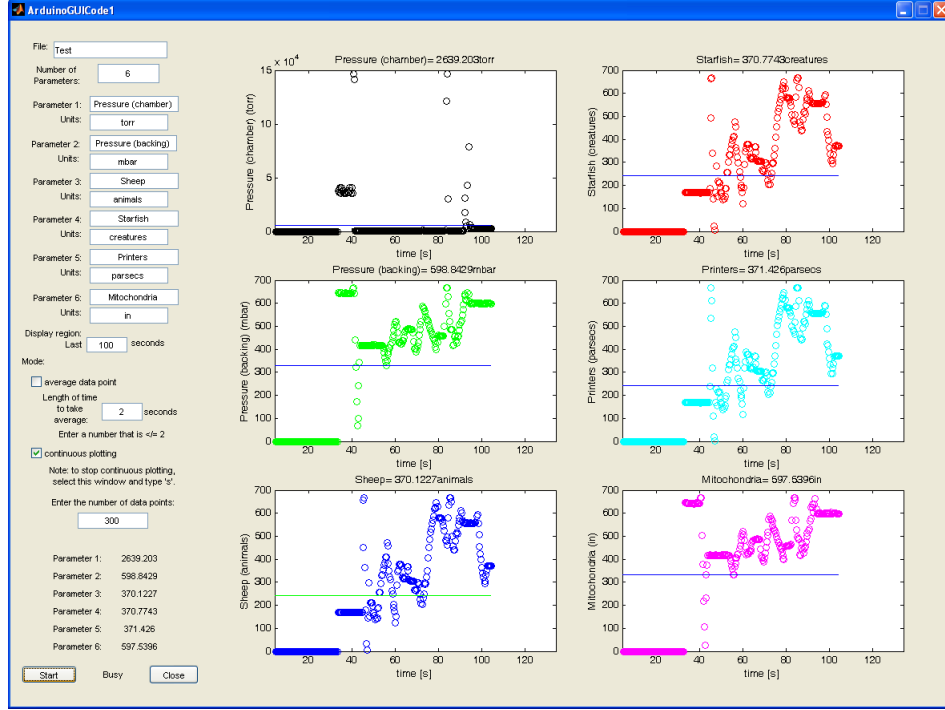 ArduinoGUICode1
File: Test
Number of
Parameters: 6
Parameter 1: Pressure (chamber)
Units: torr
Parameter 2: Pressure (backing)
Units: mbar
Parameter 3: Sheep
Units: animals
Parameter 4: Starfish
Units: creatures
Parameter 5: Printers
Units: parsecs
Parameter 6: Mitochondria
Units: in
Display region:
Last 100 seconds
Mode:
average data point
Length of time
to take
average: 2 seconds
Enter a number that is </= 2
continuous plotting
Note: to stop continuous plotting,
select this window and type 's'.
Enter the number of data points:
300
Parameter 1: 2639.203
Parameter 2: 598.8429
Parameter 3: 370.1227
Parameter 4: 370.7743
Parameter 5: 371.426
Parameter 6: 597.5396
Start Busy Close
Pressure (chamber)= 2639.203torr
x 10^4
15
10
5
0
Pressure (chamber) (torr)
20 40 60 80 100 120
time [s]
Starfish= 370.7743creatures
700
600
500
400
300
200
100
0
Starfish (creatures)
20 40 60 80 100 120
time [s]
Pressure (backing)= 598.8429mbar
700
600
500
400
300
200
100
0
Pressure (backing) (mbar)
20 40 60 80 100 120
time [s]
Printers= 371.426parsecs
700
600
500
400
300
200
100
0
Printers (parsecs)
20 40 60 80 100 120
time [s]
Sheep= 370.1227animals
700
600
500
400
300
200
100
0
Sheep (animals)
20 40 60 80 100 120
time [s]
Mitochondria= 597.5396in
700
600
500
400
300
200
100
0
Mitochondria (in)
20 40 60 80 100 120
time [s]